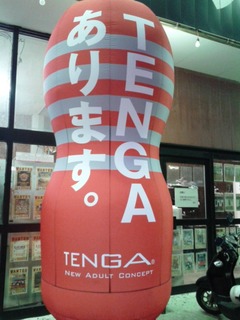 TENGA
あります。
TENGA®
NEW ADULT CONCEPT